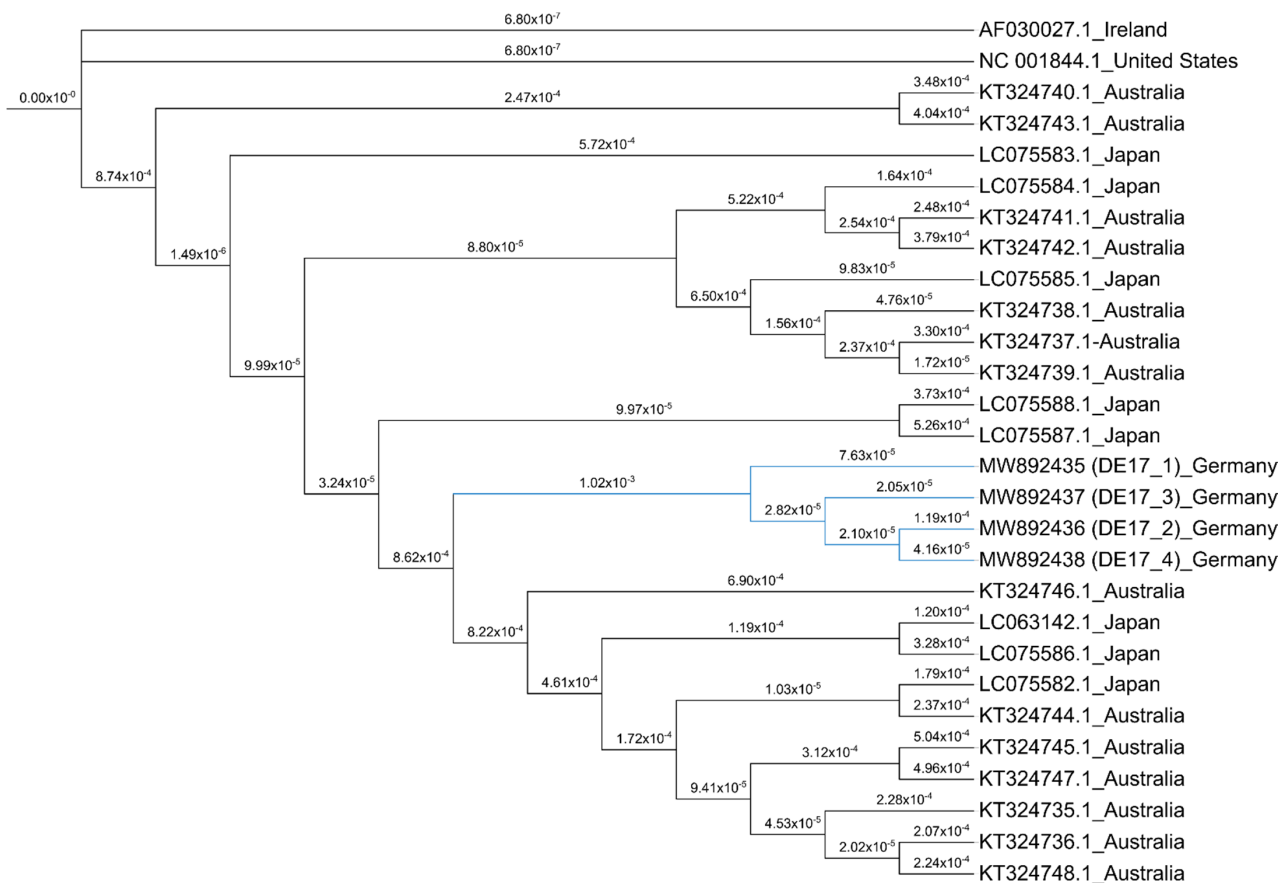 6.80x10⁻⁷
AF030027.1_Ireland
6.80x10⁻⁷
NC 001844.1_United States
0.00x10⁻⁰
3.48x10⁻⁴
KT324740.1_Australia
2.47x10⁻⁴
4.04x10⁻⁴
KT324743.1_Australia
5.72x10⁻⁴
LC075583.1_Japan
8.74x10⁻⁴
1.64x10⁻⁴
LC075584.1_Japan
5.22x10⁻⁴
2.48x10⁻⁴
KT324741.1_Australia
2.54x10⁻⁴
3.79x10⁻⁴
KT324742.1_Australia
1.49x10⁻⁶
8.80x10⁻⁵
9.83x10⁻⁵
LC075585.1_Japan
6.50x10⁻⁴
4.76x10⁻⁵
KT324738.1_Australia
1.56x10⁻⁴
3.30x10⁻⁴
KT324737.1-Australia
2.37x10⁻⁴
1.72x10⁻⁵
KT324739.1_Australia
9.99x10⁻⁵
3.73x10⁻⁴
LC075588.1_Japan
9.97x10⁻⁵
5.26x10⁻⁴
LC075587.1_Japan
7.63x10⁻⁵
MW892435 (DE17_1)_Germany
3.24x10⁻⁵
1.02x10⁻³
2.05x10⁻⁵
MW892437 (DE17_3)_Germany
2.82x10⁻⁵
1.19x10⁻⁴
MW892436 (DE17_2)_Germany
2.10x10⁻⁵
4.16x10⁻⁵
MW892438 (DE17_4)_Germany
8.62x10⁻⁴
6.90x10⁻⁴
KT324746.1_Australia
1.20x10⁻⁴
LC063142.1_Japan
8.22x10⁻⁴
1.19x10⁻⁴
3.28x10⁻⁴
LC075586.1_Japan
4.61x10⁻⁴
1.79x10⁻⁴
LC075582.1_Japan
1.03x10⁻⁵
2.37x10⁻⁴
KT324744.1_Australia
1.72x10⁻⁴
5.04x10⁻⁴
KT324745.1_Australia
3.12x10⁻⁴
4.96x10⁻⁴
KT324747.1_Australia
9.41x10⁻⁵
2.28x10⁻⁴
KT324735.1_Australia
4.53x10⁻⁵
2.07x10⁻⁴
KT324736.1_Australia
2.02x10⁻⁵
2.24x10⁻⁴
KT324748.1_Australia